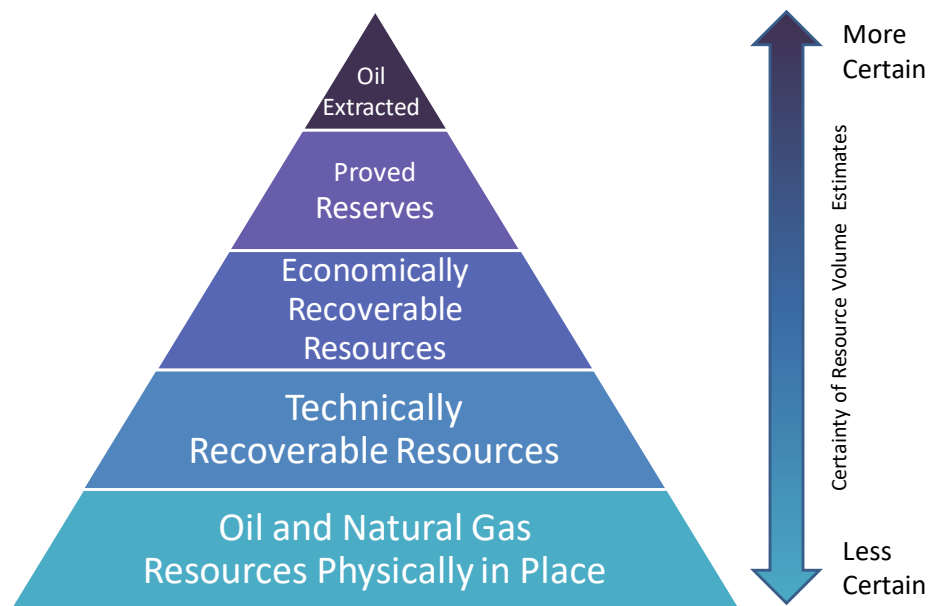 Oil
Extracted
Proved
Reserves
Economically
Recoverable
Resources
Technically
Recoverable Resources
Oil and Natural Gas
Resources Physically in Place
More
Certain
Certainty of Resource Volume Estimates
Less
Certain